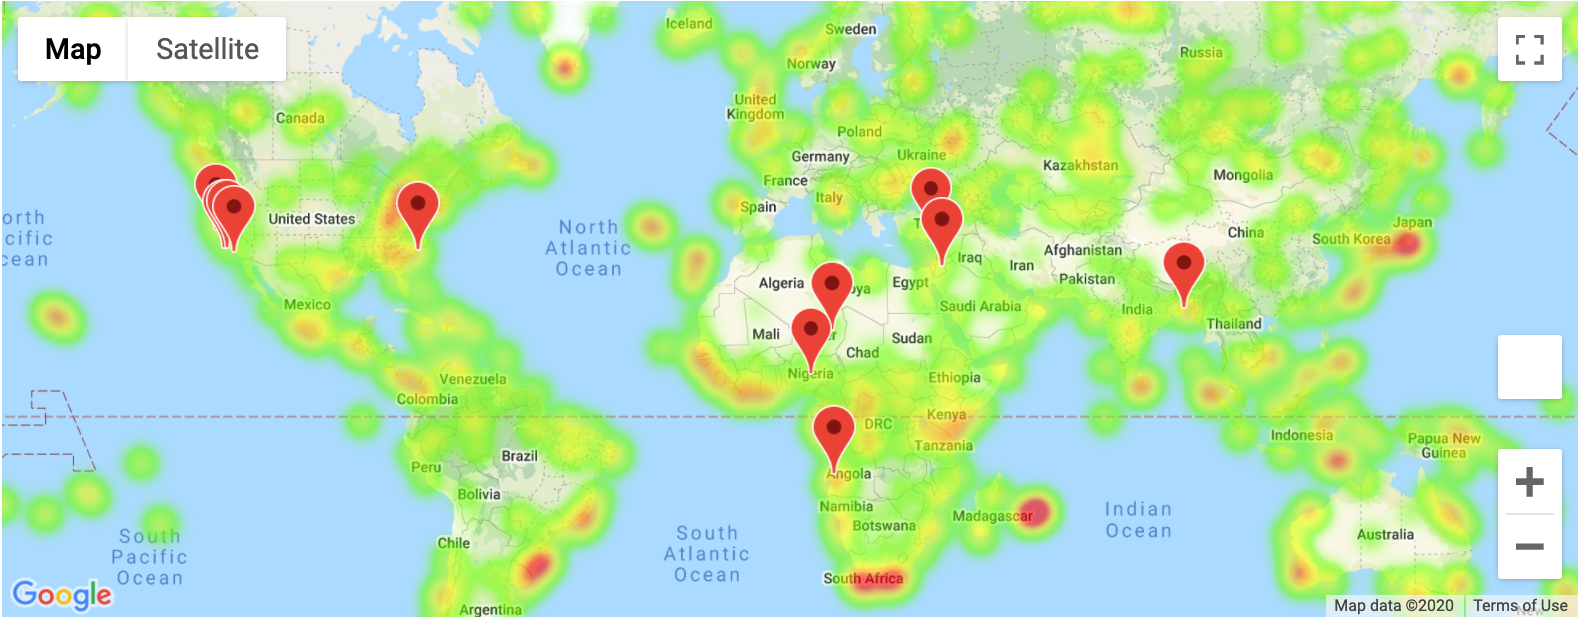 Map
Satellite
Iceland
Sweden
Norway
Russia
Canada
United
Kingdom
Poland
Germany
Ukraine
Kazakhstan
Mongolia
France
Italy
Spain
United States
North
Atlantic
Ocean
orth
cific
cean
T
Japan
South Korea
China
Afghanistan
Iraq
Iran
Pakistan
Algeria
ya
Egypt
Saudi Arabia
India
Thailand
Mexico
Mali
er
Sudan
Chad
Nigeria
Ethiopia
Venezuela
Colombia
Kenya
DRC
Tanzania
Indonesia
Papua New
Guinea
Brazil
Peru
Angola
Bolivia
Namibia
Botswana
Madagascar
Indian
Ocean
Australia
Chile
South
Pacific
Ocean
South
Atlantic
Ocean
South Africa
Argentina
Google
Map data ©2020
Terms of Use